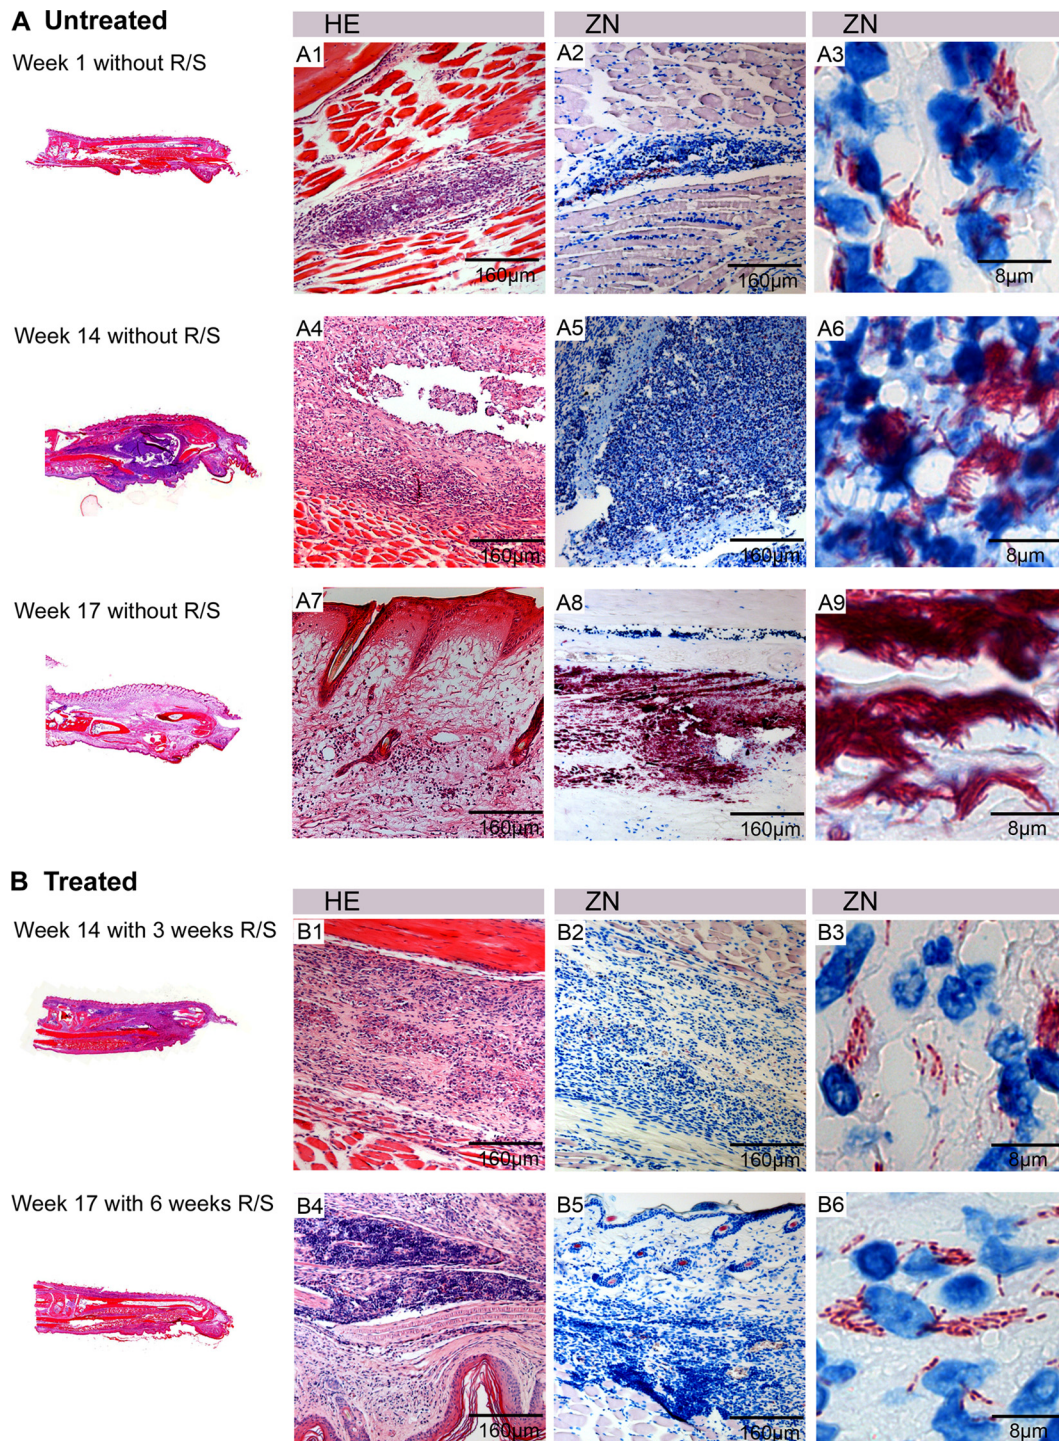 A Untreated
HE ZN ZN
Week 1 without R/S
A1 A2 A3
160µm 160µm 8µm
Week 14 without R/S
A4 A5 A6
160µm 160µm 8µm
Week 17 without R/S
A7 A8 A9
160µm 160µm 8µm
B Treated
HE ZN ZN
Week 14 with 3 weeks R/S
B1 B2 B3
160µm 160µm 8µm
Week 17 with 6 weeks R/S
B4 B5 B6
160µm 160µm 8µm